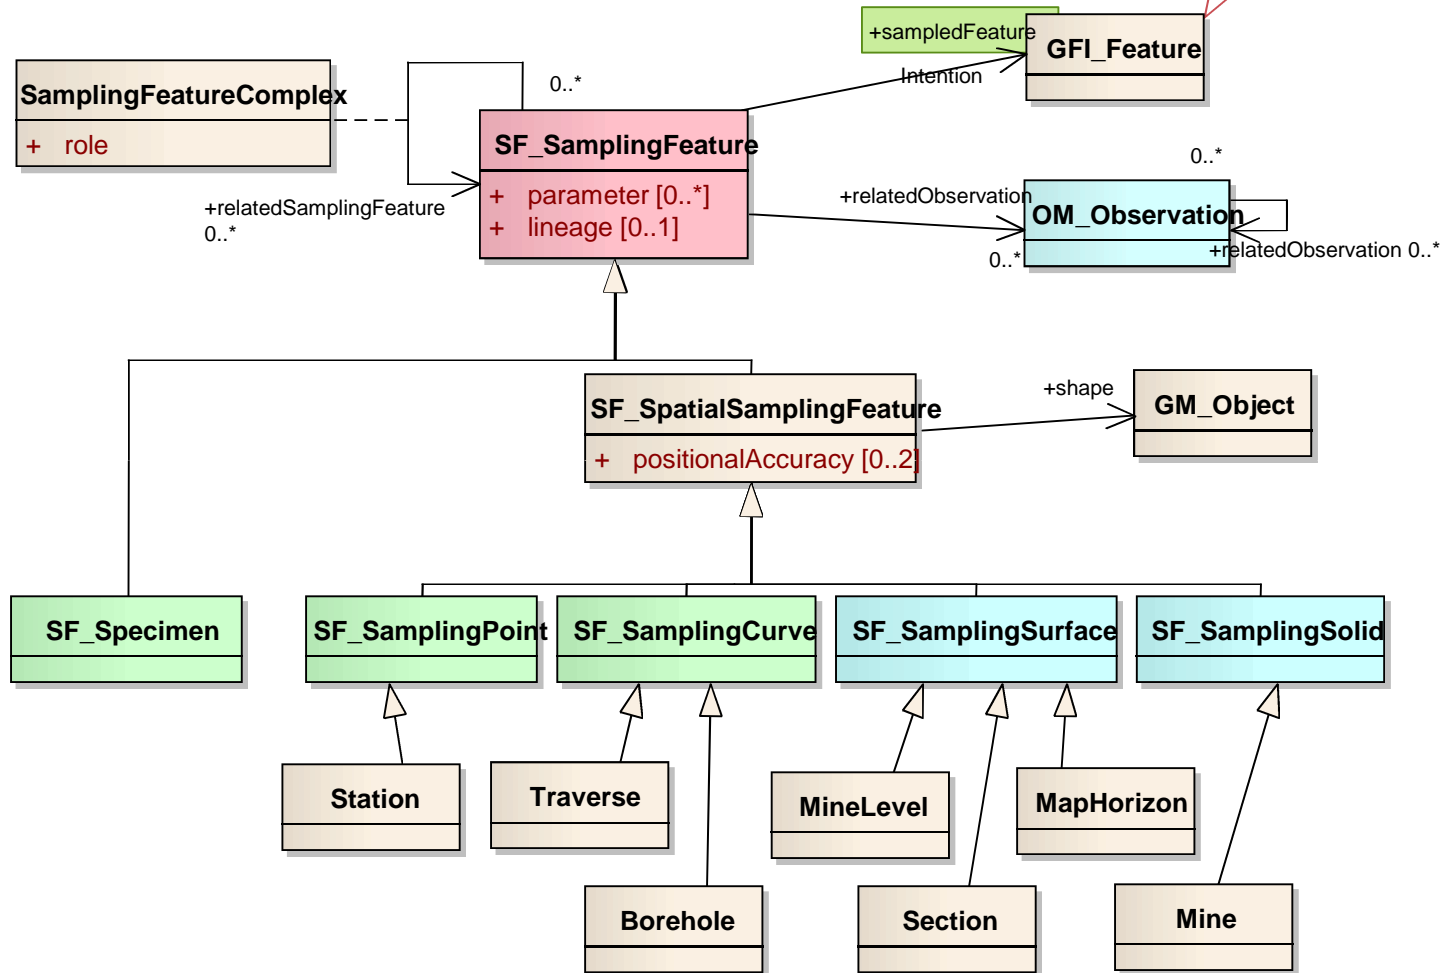 +sampledFeature
GFI_Feature
Intention
SamplingFeatureComplex
+ role
0..*
SF_SamplingFeature
+ parameter [0..*]
+ lineage [0..1]
+relatedSamplingFeature
0..*
+relatedObservation
0..*
0..*
OM_Observation
+relatedObservation 0..*
SF_SpatialSamplingFeature
+ positionalAccuracy [0..2]
+shape
GM_Object
SF_Specimen
SF_SamplingPoint
SF_SamplingCurve
SF_SamplingSurface
SF_SamplingSolid
Station
Traverse
MineLevel
MapHorizon
Borehole
Section
Mine